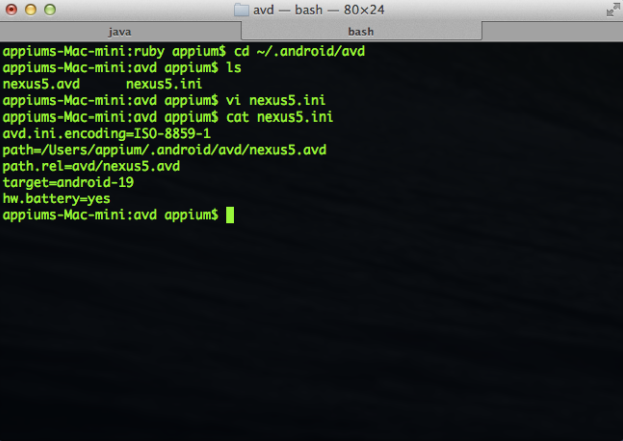 avd — bash — 80×24
java bash
appiums-Mac-mini:ruby appium$ cd ~/.android/avd
appiums-Mac-mini:avd appium$ ls
nexus5.avd nexus5.ini
appiums-Mac-mini:avd appium$ vi nexus5.ini
appiums-Mac-mini:avd appium$ cat nexus5.ini
avd.ini.encoding=ISO-8859-1
path=/Users/appium/.android/avd/nexus5.avd
path.rel=avd/nexus5.avd
target=android-19
hw.battery=yes
appiums-Mac-mini:avd appium$